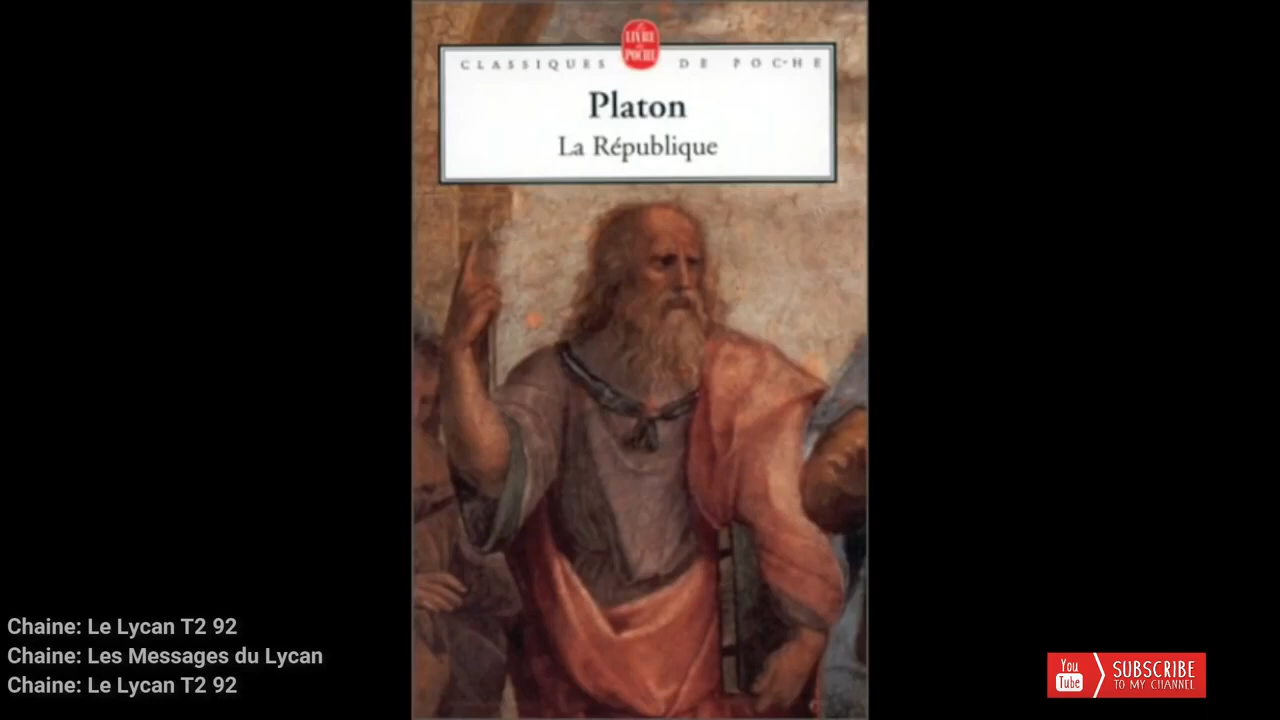 LE LIVRE DE POCHE
CLASSIQUES DE POCHE
Platon
La République
Chaine: Le Lycan T2 92
Chaine: Les Messages du Lycan
Chaine: Le Lycan T2 92
You Tube
SUBSCRIBE
TO MY CHANNEL